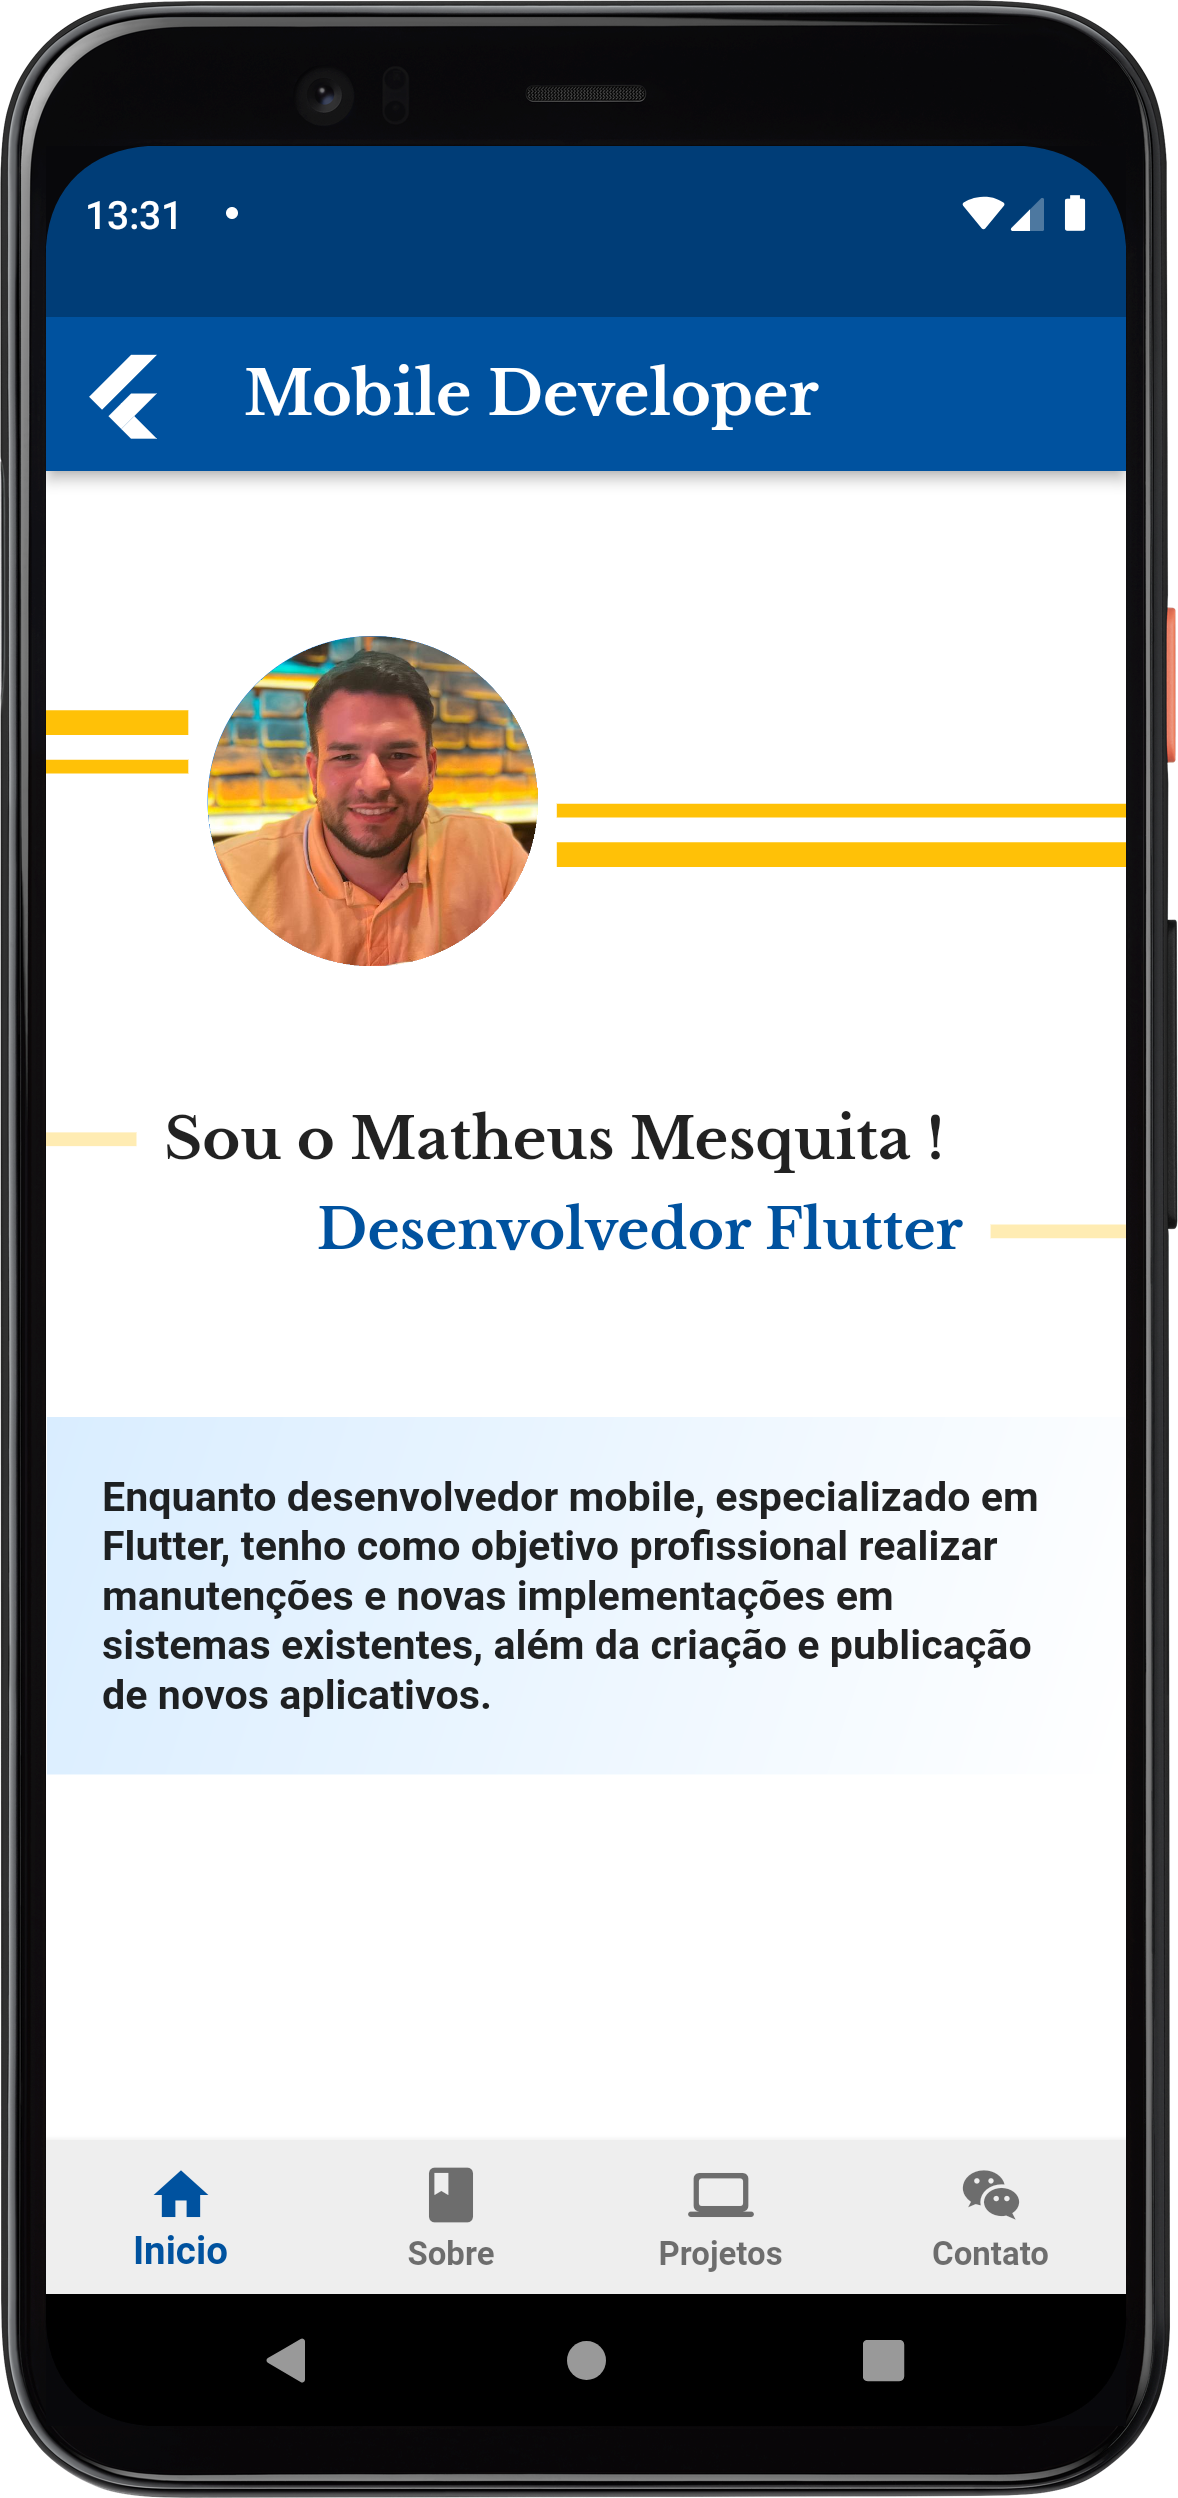 13:31
Mobile Developer
Sou o Matheus Mesquita !
Desenvolvedor Flutter
Enquanto desenvolvedor mobile, especializado em
Flutter, tenho como objetivo profissional realizar
manutenções e novas implementações em
sistemas existentes, além da criação e publicação
de novos aplicativos.
Inicio
Sobre
Projetos
Contato